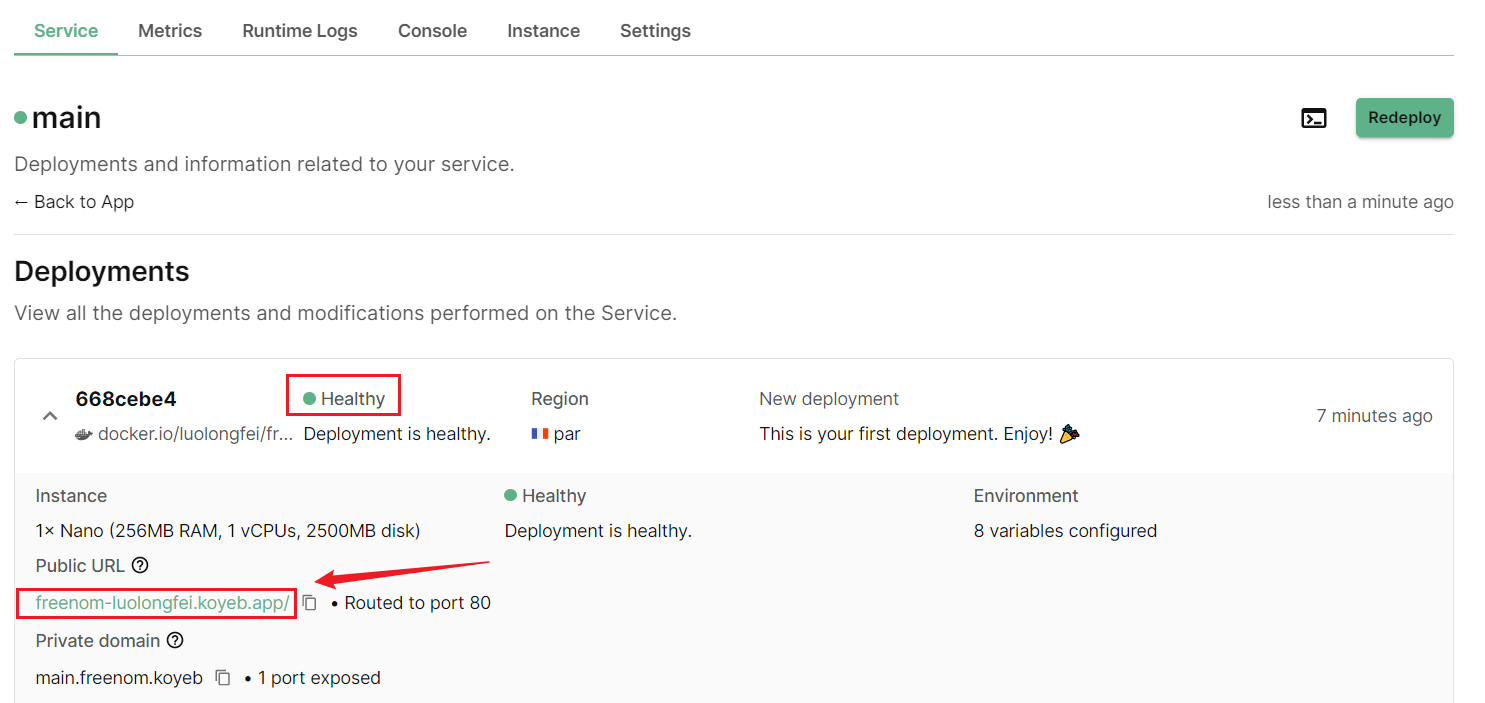 Service Metrics Runtime Logs Console Instance Settings
main
Redeploy
Deployments and information related to your service.
← Back to App
less than a minute ago
Deployments
View all the deployments and modifications performed on the Service.
668cebe4 Healthy Region New deployment
7 minutes ago
docker.io/luolongfei/fr... Deployment is healthy. par This is your first deployment. Enjoy!
Instance Healthy Environment
1× Nano (256MB RAM, 1 vCPUs, 2500MB disk) Deployment is healthy. 8 variables configured
Public URL
freenom-luolongfei.koyeb.app/ • Routed to port 80
Private domain
main.freenom.koyeb • 1 port exposed